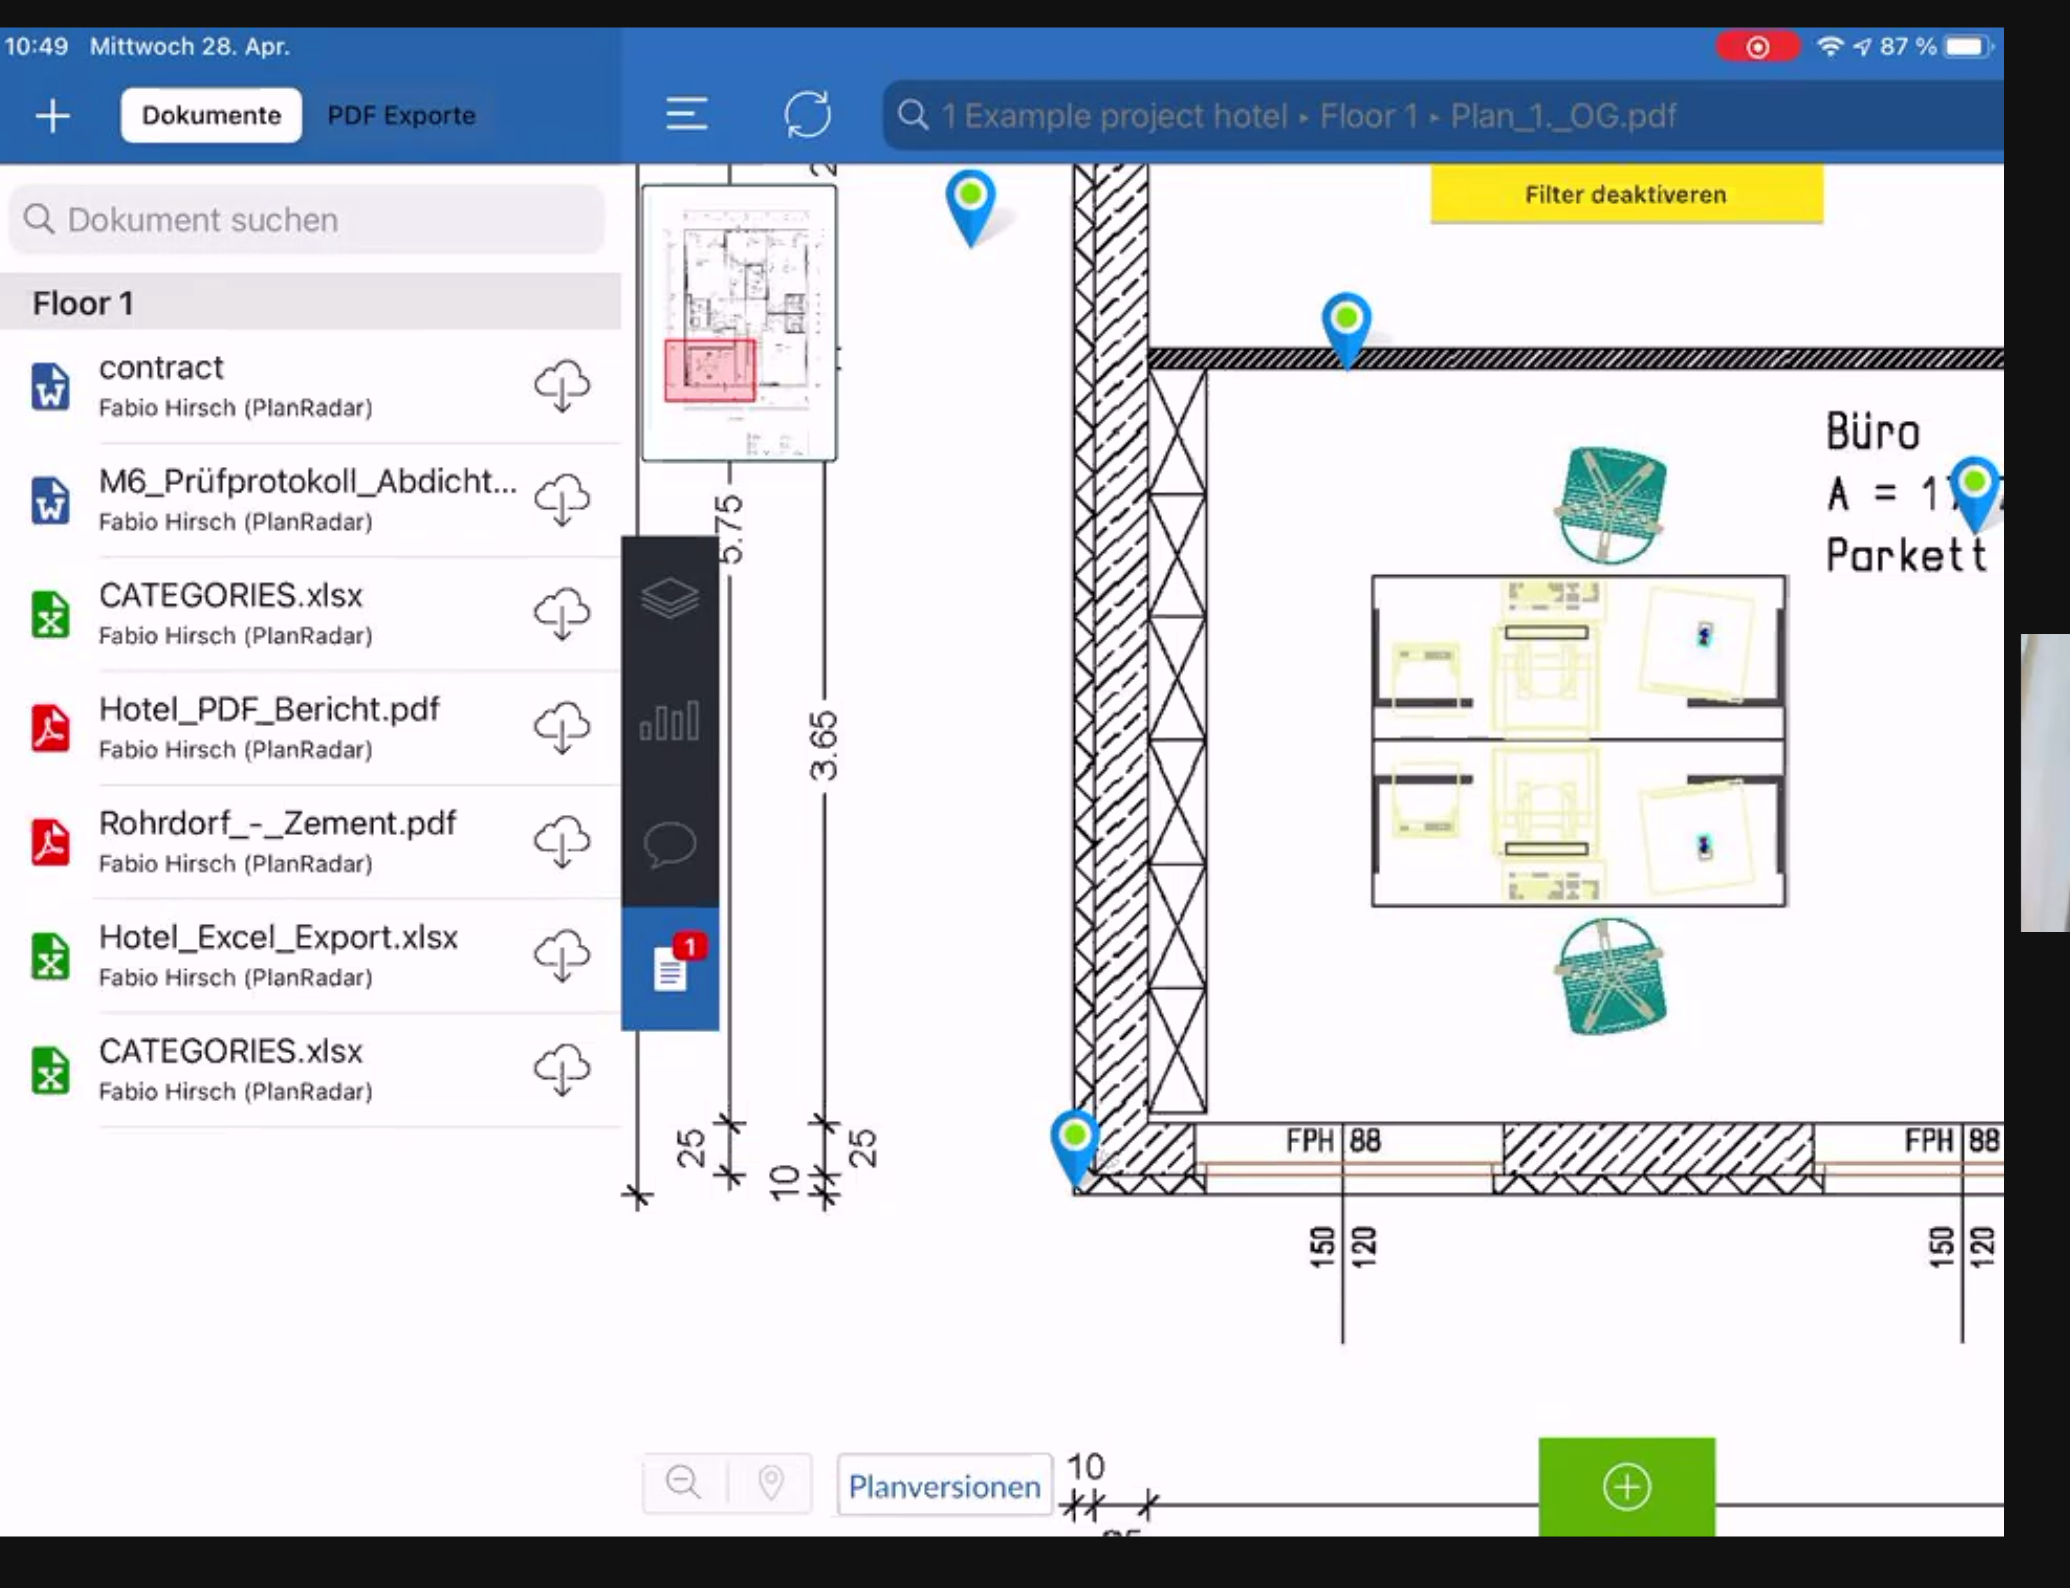 10:49 Mittwoch 28. Apr.
87 %
Dokumente
PDF Exporte
1 Example project hotel ▸ Floor 1 ▸ Plan_1._OG.pdf
Dokument suchen
Floor 1
contract
Fabio Hirsch (PlanRadar)
M6_Prüfprotokoll_Abdicht...
Fabio Hirsch (PlanRadar)
CATEGORIES.xlsx
Fabio Hirsch (PlanRadar)
Hotel_PDF_Bericht.pdf
Fabio Hirsch (PlanRadar)
Rohrdorf_-_Zement.pdf
Fabio Hirsch (PlanRadar)
Hotel_Excel_Export.xlsx
Fabio Hirsch (PlanRadar)
CATEGORIES.xlsx
Fabio Hirsch (PlanRadar)
1
Filter deaktiveren
5.75
3.65
25
10
25
Büro
A =
Parkett
FPH 88
FPH 88
150
120
150
120
Planversionen
10